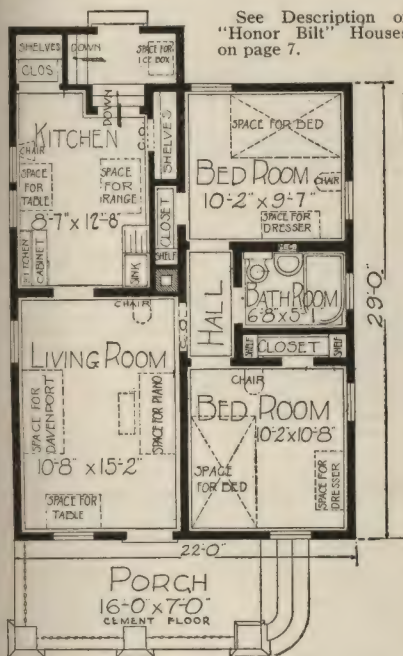 See Description of
"Honor Bilt" Houses
on page 7.
SHELVES
CLOS
DOWN
SPACE FOR
ICE BOX
DOWN
KITCHEN
C.O.
SHELVES
CHAIR
SPACE
FOR
TABLE
SPACE
FOR
RANGE
8'-7" x 12'-8"
KITCHEN
CABINET
SINK
CLOSET
SHELF
SPACE FOR BED
BED ROOM
CHAIR
10'-2" x 9'-7"
SPACE FOR
DRESSER
SHELF
BATH ROOM
HALL
C.O.
SHELF
CLOSET
SHELF
29'-0"
CHAIR
LIVING ROOM
SPACE FOR
DAVENPORT
SPACE FOR PIANO
10'-8" x 15'-2"
SPACE FOR
TABLE
CHAIR
BED ROOM
10'-2" x 10'-8"
SPACE
FOR BED
SPACE FOR
DRESSER
22'-0"
PORCH
16'-0" x 7'-0"
CEMENT FLOOR